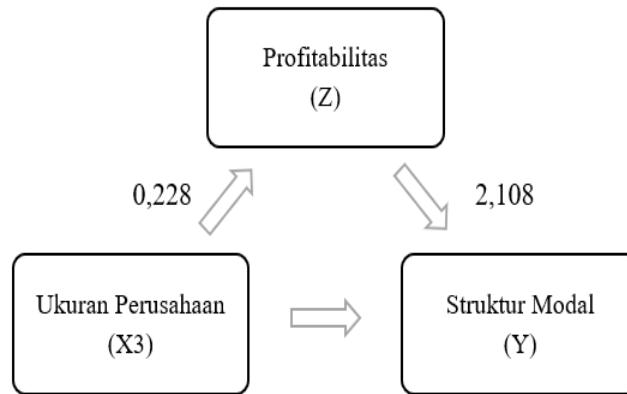 Profitabilitas
(Z)
0,228
2,108
Ukuran Perusahaan
(X3)
Struktur Modal
(Y)